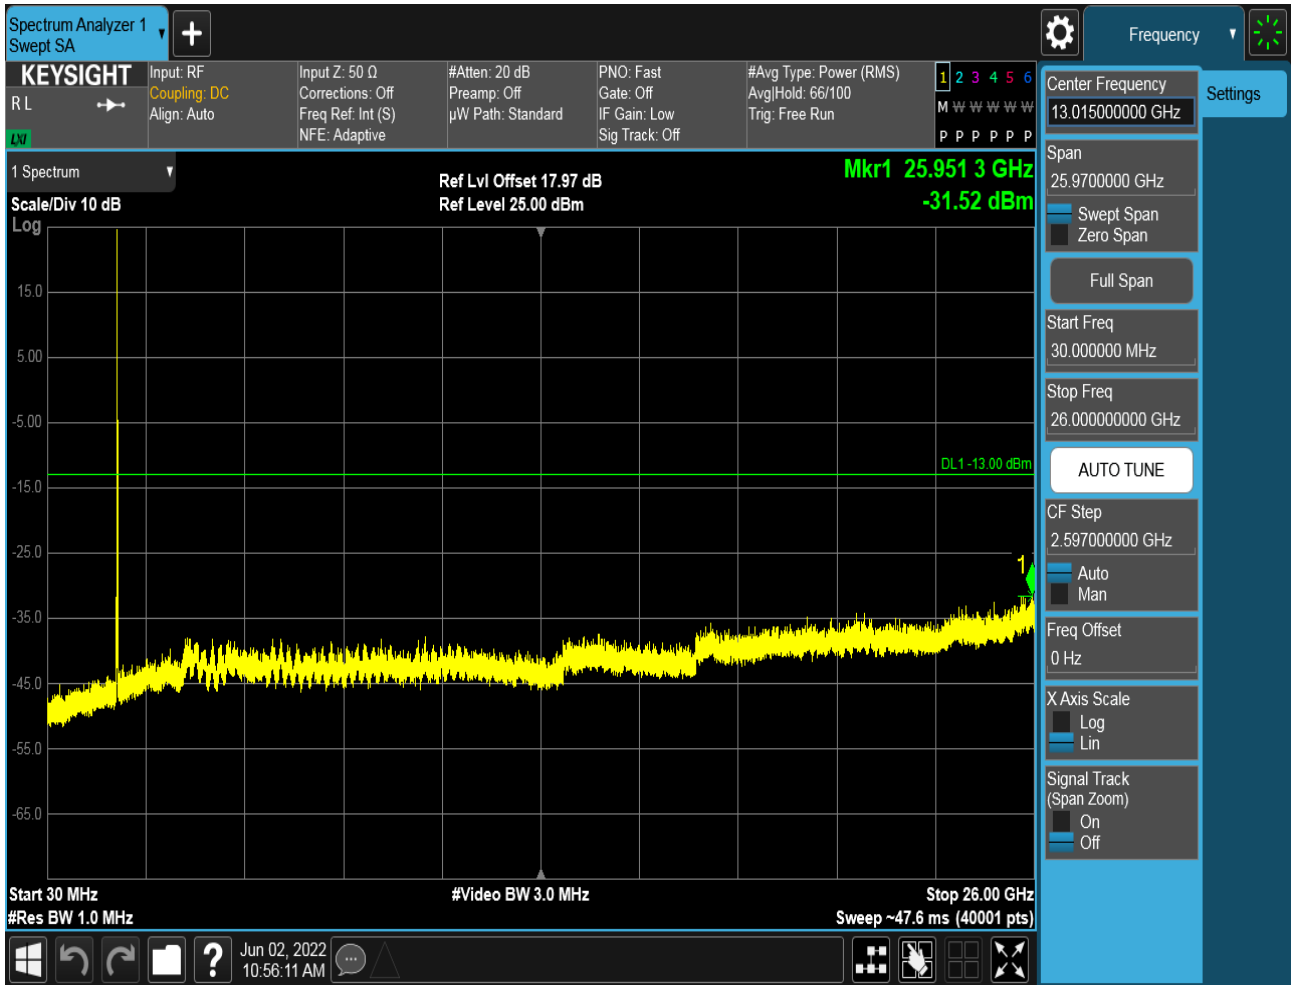 Spectrum Analyzer 1
Swept SA
Frequency
KEYSIGHT
R L
LXI
Input: RF
Coupling: DC
Align: Auto
Input Z: 50 Ω
Corrections: Off
Freq Ref: Int (S)
NFE: Adaptive
#Atten: 20 dB
Preamp: Off
µW Path: Standard
PNO: Fast
Gate: Off
IF Gain: Low
Sig Track: Off
#Avg Type: Power (RMS)
Avg|Hold: 66/100
Trig: Free Run
1 2 3 4 5 6
M W W W W W
P P P P P P
1 Spectrum
Scale/Div 10 dB
Log
Ref Lvl Offset 17.97 dB
Ref Level 25.00 dBm
Mkr1 25.951 3 GHz
-31.52 dBm
15.0
5.00
-5.00
-15.0
-25.0
-35.0
-45.0
-55.0
-65.0
DL1 -13.00 dBm
1
Start 30 MHz
#Res BW 1.0 MHz
#Video BW 3.0 MHz
Stop 26.00 GHz
Sweep ~47.6 ms (40001 pts)
Jun 02, 2022
10:56:11 AM
Center Frequency
13.015000000 GHz
Settings
Span
25.9700000 GHz
Swept Span
Zero Span
Full Span
Start Freq
30.000000 MHz
Stop Freq
26.000000000 GHz
AUTO TUNE
CF Step
2.597000000 GHz
Auto
Man
Freq Offset
0 Hz
X Axis Scale
Log
Lin
Signal Track
(Span Zoom)
On
Off